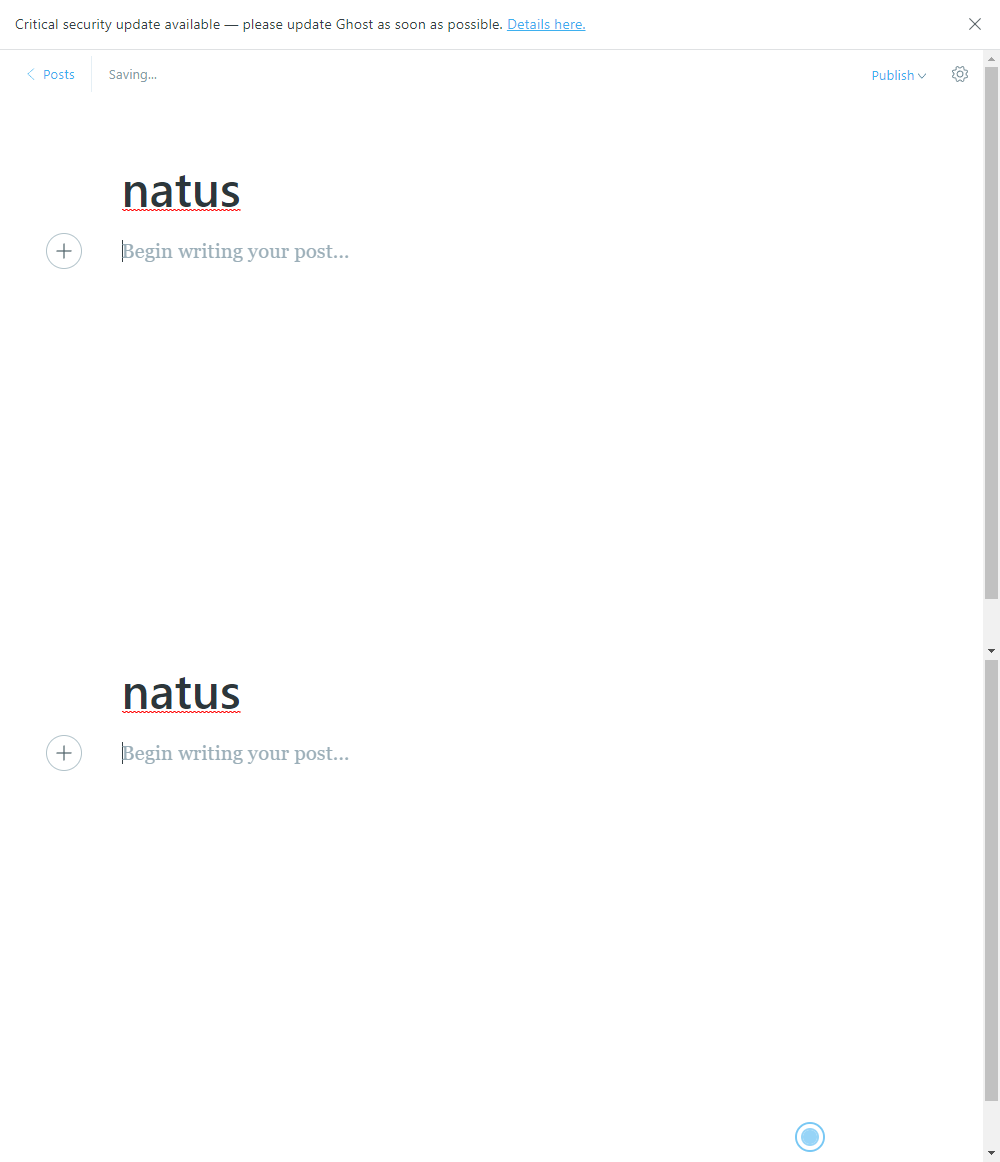 Critical security update available — please update Ghost as soon as possible. Details here.
Posts
Saving...
Publish
natus
Begin writing your post...
natus
Begin writing your post...